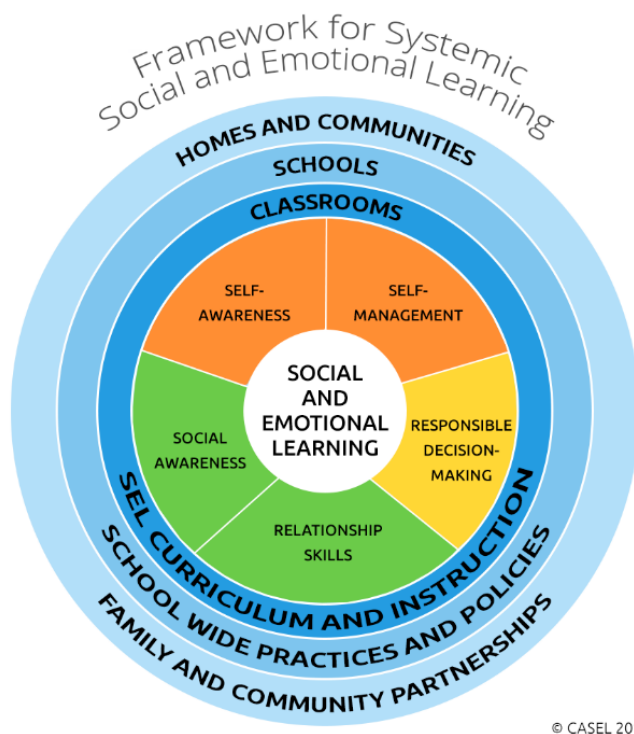 Framework for Systemic
Social and Emotional Learning
HOMES AND COMMUNITIES
SCHOOLS
CLASSROOMS
SELF-
AWARENESS
SELF-
MANAGEMENT
SOCIAL
AND
EMOTIONAL
LEARNING
SOCIAL
AWARENESS
RESPONSIBLE
DECISION-
MAKING
RELATIONSHIP
SKILLS
SEL CURRICULUM AND INSTRUCTION
SCHOOL WIDE PRACTICES AND POLICIES
FAMILY AND COMMUNITY PARTNERSHIPS
© CASEL 20